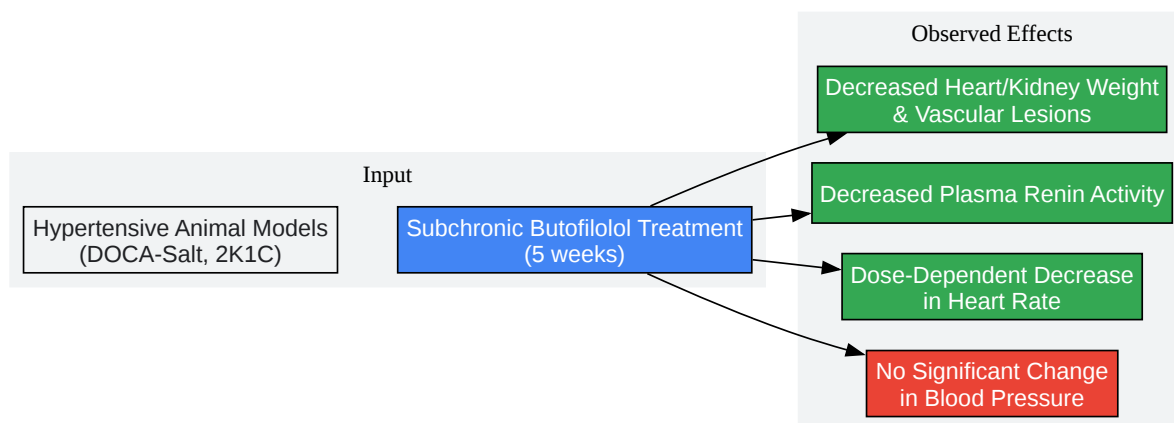 Observed Effects
Decreased Heart/Kidney Weight
& Vascular Lesions
Input
Hypertensive Animal Models
(DOCA-Salt, 2K1C)
Subchronic Butofilolol Treatment
(5 weeks)
Decreased Plasma Renin Activity
Dose-Dependent Decrease
in Heart Rate
No Significant Change
in Blood Pressure